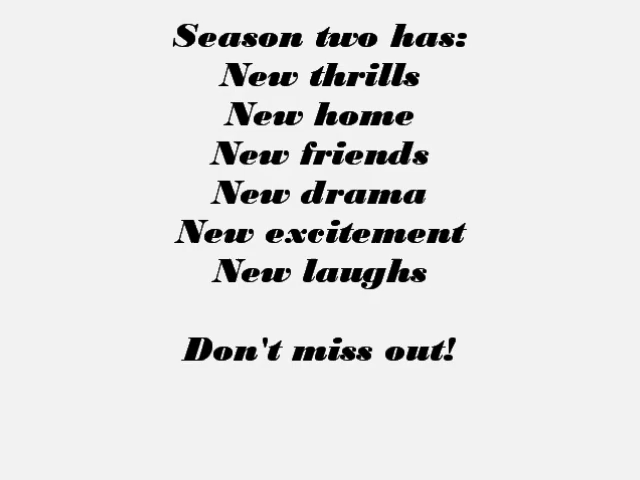 Season two has:
New thrills
New home
New friends
New drama
New excitement
New laughs
Don't miss out!